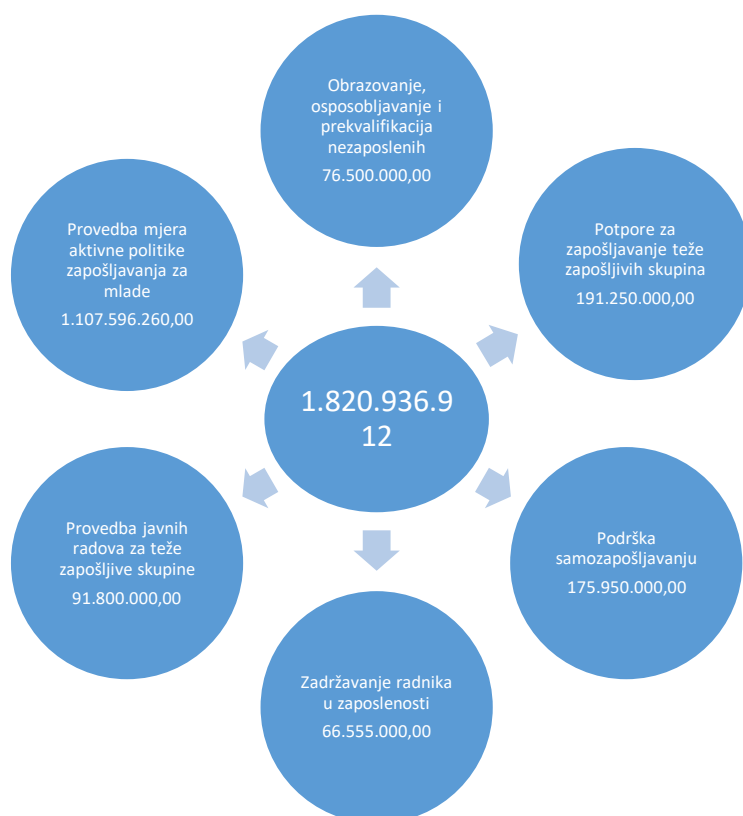 Obrazovanje,
osposobljavanje i
prekvalifikacija
nezaposlenih
76.500.000,00
Potpore za
zapošljavanje teže
zapošljivih skupina
191.250.000,00
Podrška
samozapošljavanju
175.950.000,00
Zadržavanje radnika
u zaposlenosti
66.555.000,00
Provedba javnih
radova za teže
zapošljive skupine
91.800.000,00
Provedba mjera
aktivne politike
zapošljavanja za
mlade
1.107.596.260,00
1.820.936.9
12